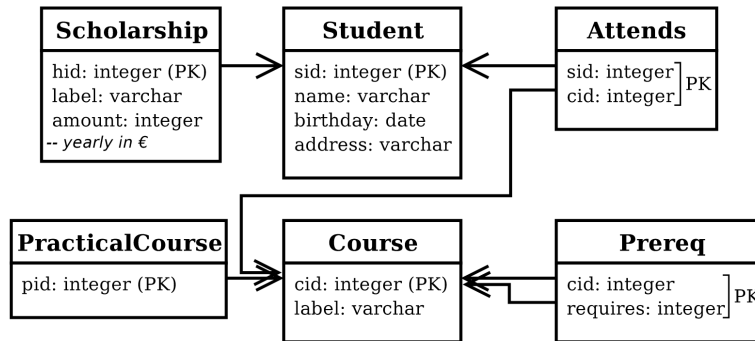 Scholarship
hid: integer (PK)
label: varchar
amount: integer
-- yearly in €
Student
sid: integer (PK)
name: varchar
birthday: date
address: varchar
Attends
sid: integer
cid: integer
PK
PracticalCourse
pid: integer (PK)
Course
cid: integer (PK)
label: varchar
Prereq
cid: integer
requires: integer
PK